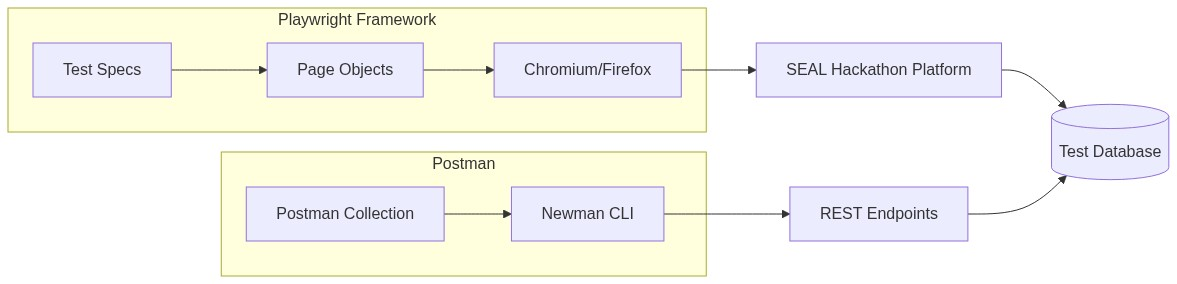 Playwright Framework
Test Specs
Page Objects
Chromium/Firefox
SEAL Hackathon Platform
Test Database
Postman
Postman Collection
Newman CLI
REST Endpoints